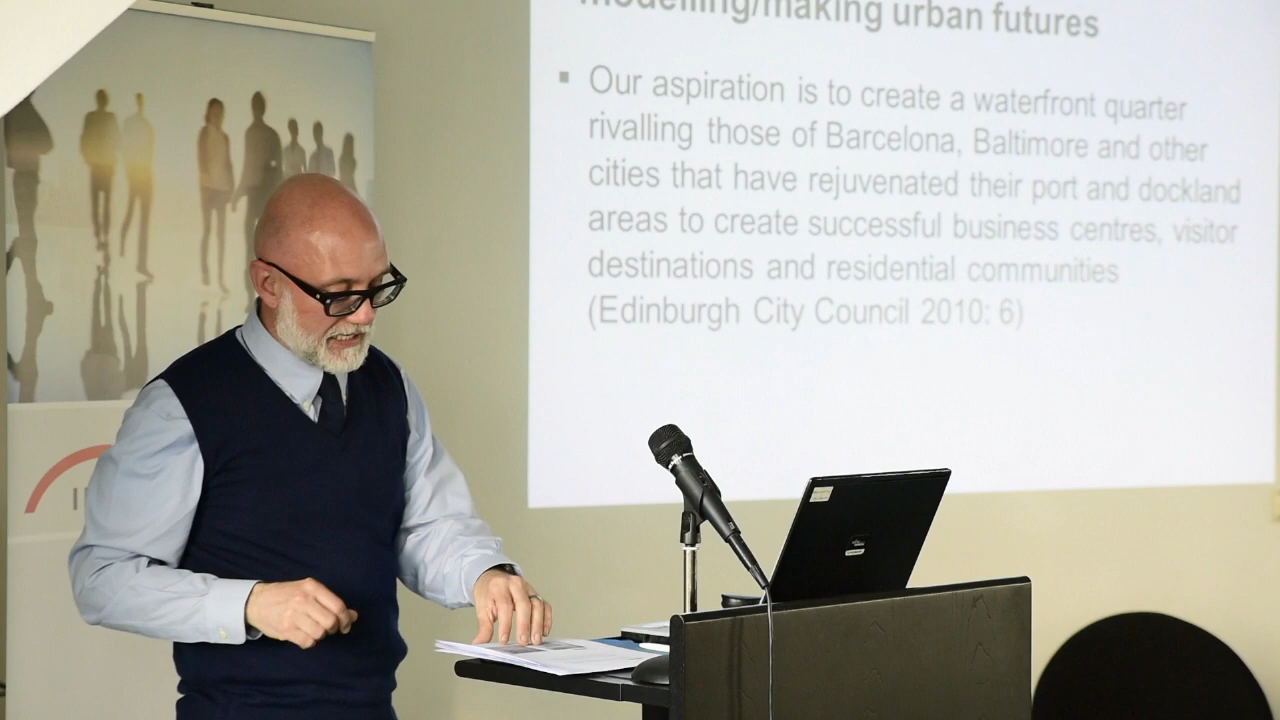 modelling/making urban futures
▪ Our aspiration is to create a waterfront quarter
rivalling those of Barcelona, Baltimore and other
cities that have rejuvenated their port and dockland
areas to create successful business centres, visitor
destinations and residential communities
(Edinburgh City Council 2010: 6)